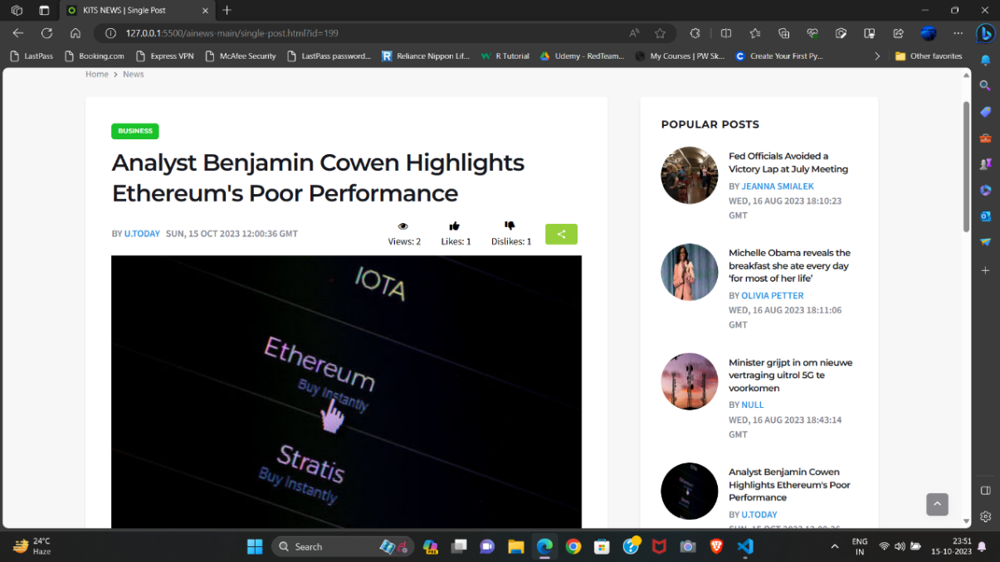 KITS NEWS | Single Post
127.0.0.1:5500/ainews-main/single-post.html?id=199
LastPass
Booking.com
Express VPN
McAfee Security
LastPass password...
Reliance Nippon Lif...
R Tutorial
Udemy - RedTeam...
My Courses | PW Sk...
Create Your First Py...
Other favorites
Home > News
BUSINESS
Analyst Benjamin Cowen Highlights
Ethereum's Poor Performance
BY U.TODAY SUN, 15 OCT 2023 12:00:36 GMT
Views: 2
Likes: 1
Dislikes: 1
IOTA
Ethereum
Buy Instantly
Stratis
Buy Instantly
POPULAR POSTS
Fed Officials Avoided a
Victory Lap at July Meeting
BY JEANNA SMIALEK
WED, 16 AUG 2023 18:10:23
GMT
Michelle Obama reveals the
breakfast she ate every day
‘for most of her life’
BY OLIVIA PETTER
WED, 16 AUG 2023 18:11:06
GMT
Minister grijpt in om nieuwe
vertraging uitrol 5G te
voorkomen
BY NULL
WED, 16 AUG 2023 18:43:14
GMT
Analyst Benjamin Cowen
Highlights Ethereum's Poor
Performance
BY U.TODAY
SUN, 15 OCT 2023 12:00:36
24°C
Haze
Search
PRE
ENG
IN
23:51
15-10-2023